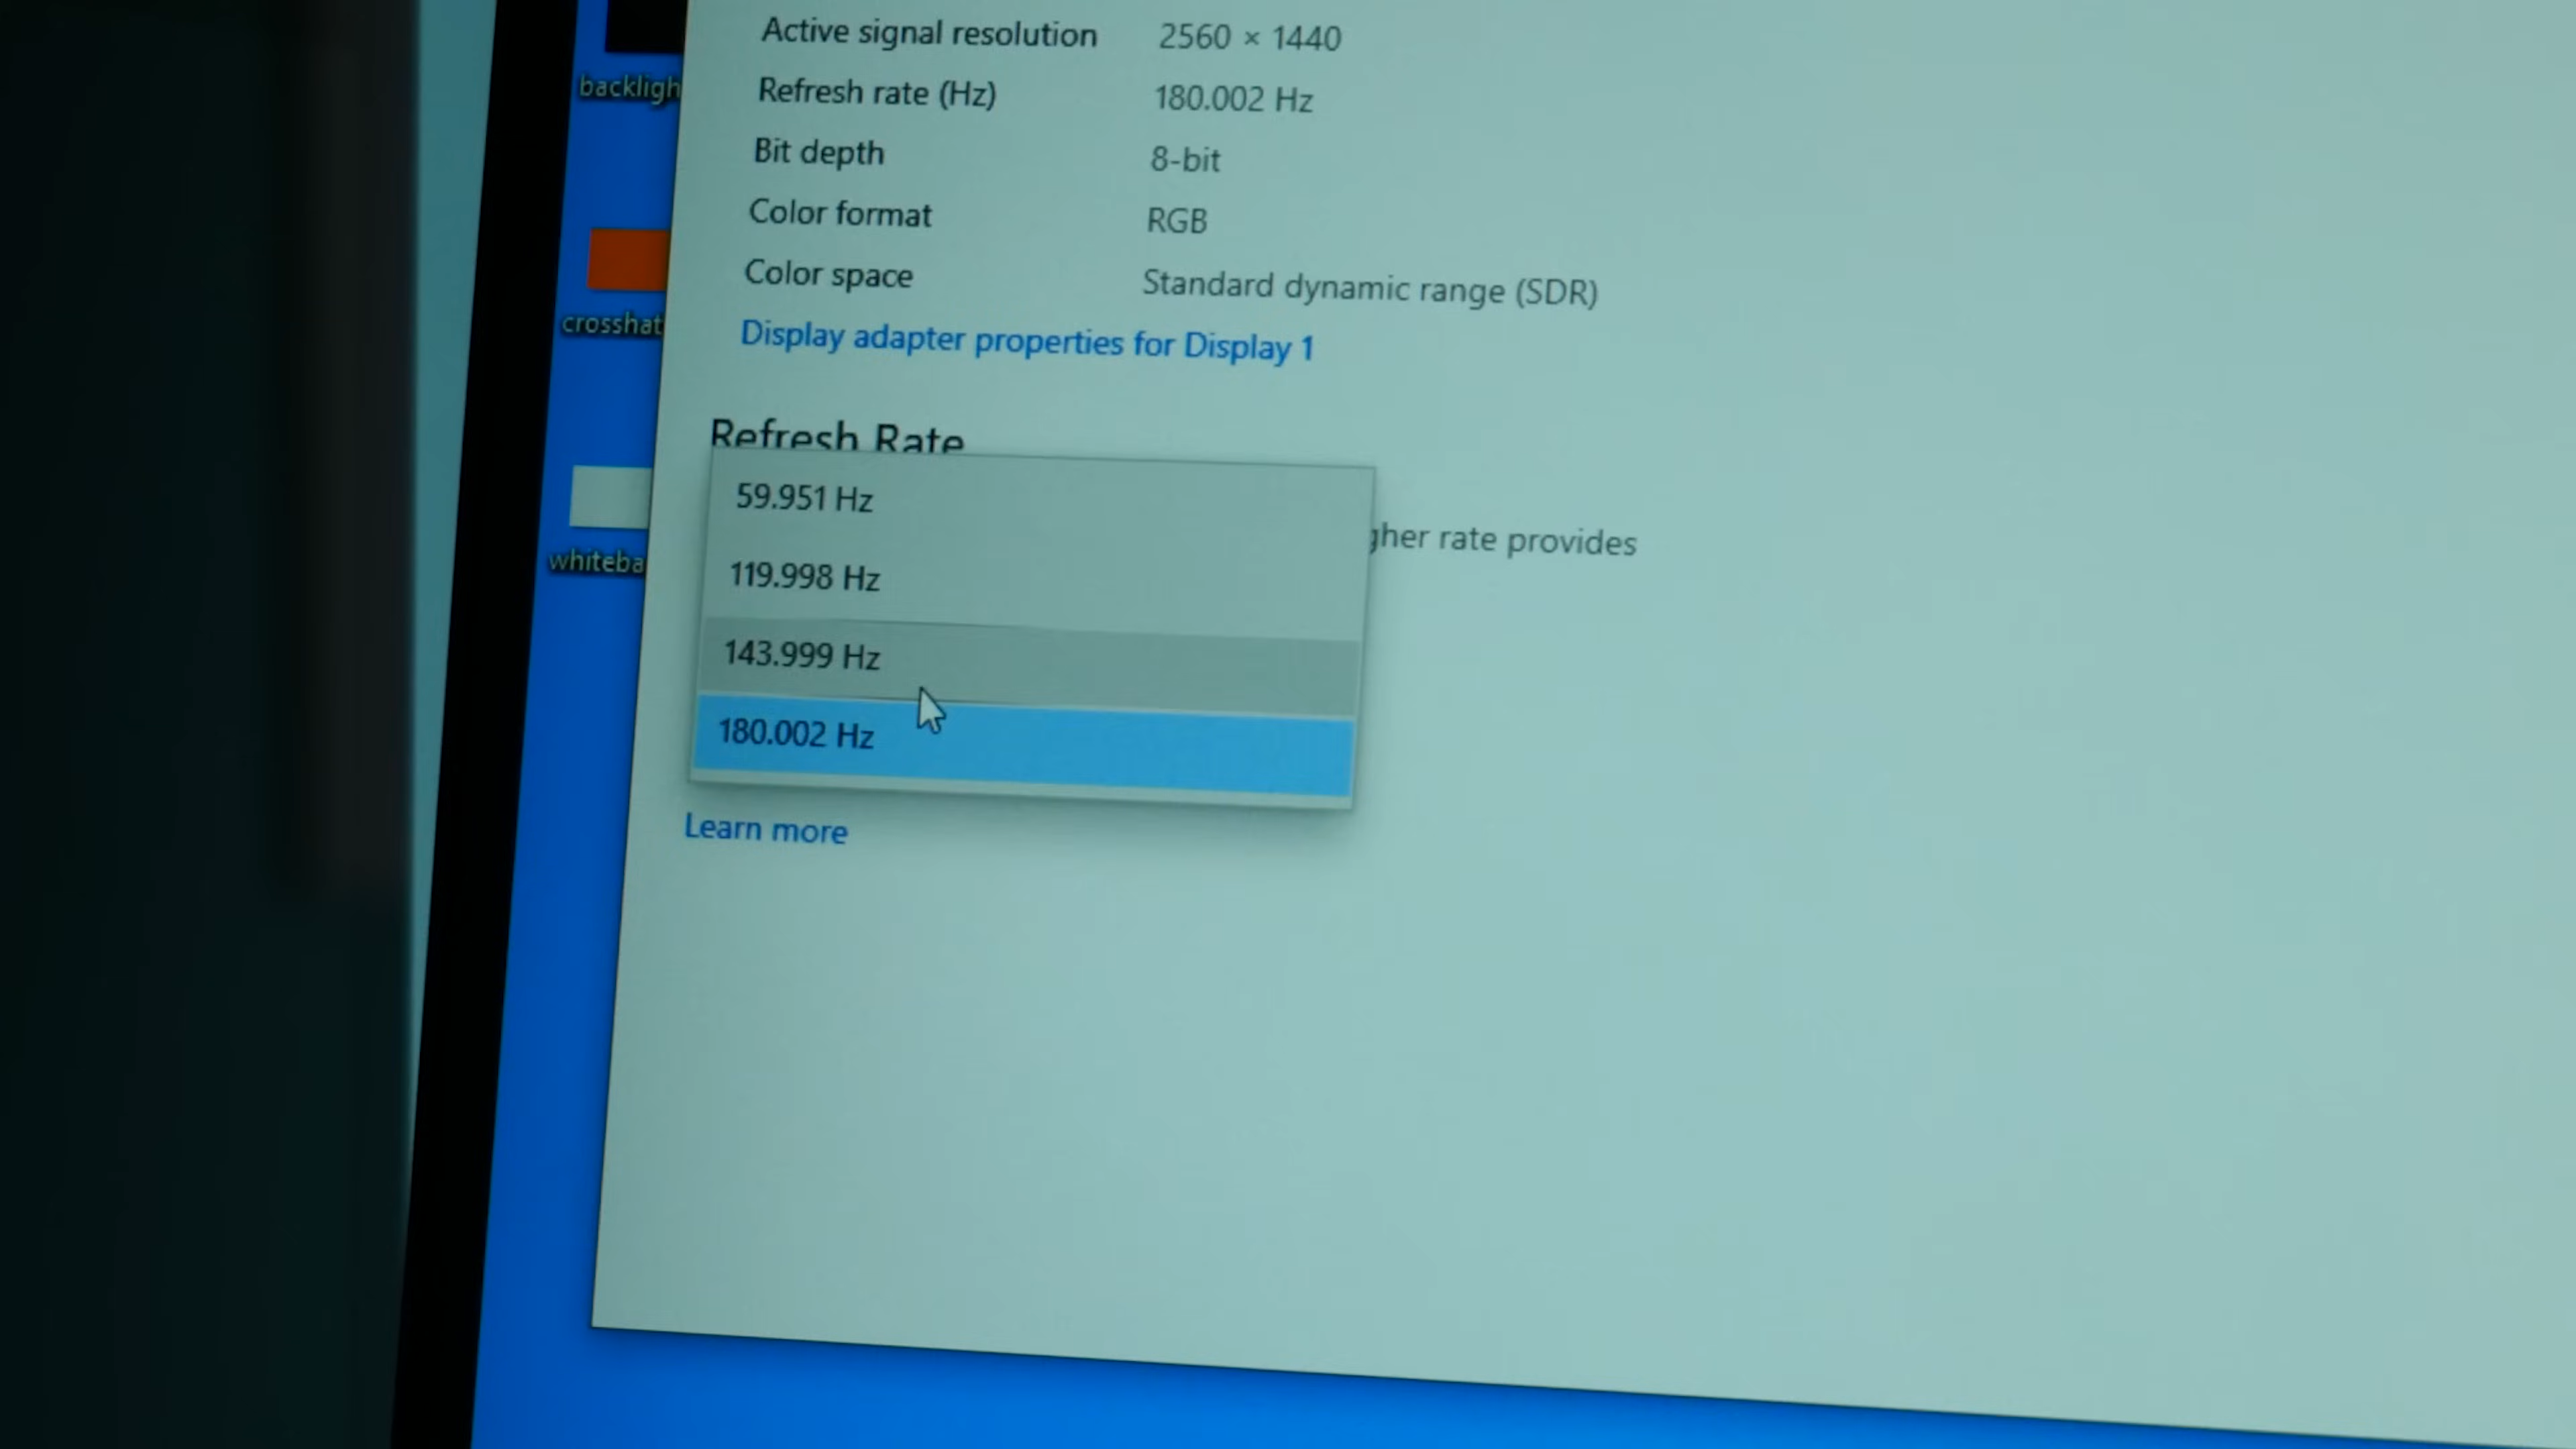 Active signal resolution 2560 × 1440
backligh
Refresh rate (Hz) 180.002 Hz
Bit depth 8-bit
Color format RGB
Color space Standard dynamic range (SDR)
crosshat
Display adapter properties for Display 1
Refresh Rate
59.951 Hz
gher rate provides
whiteba
119.998 Hz
143.999 Hz
180.002 Hz
Learn more